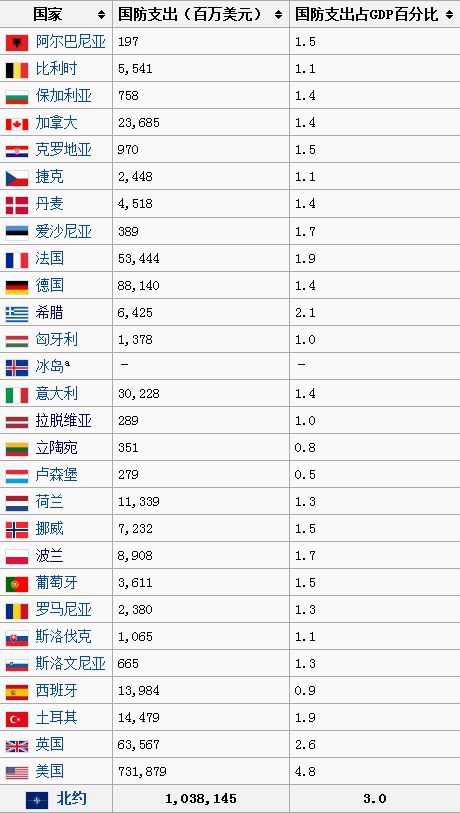 国家 国防支出（百万美元） 国防支出占GDP百分比
阿尔巴尼亚 197 1.5
比利时 5,541 1.1
保加利亚 758 1.4
加拿大 23,685 1.4
克罗地亚 970 1.5
捷克 2,448 1.1
丹麦 4,518 1.4
爱沙尼亚 389 1.7
法国 53,444 1.9
德国 88,140 1.4
希腊 6,425 2.1
匈牙利 1,378 1.0
冰岛ª – –
意大利 30,228 1.4
拉脱维亚 289 1.0
立陶宛 351 0.8
卢森堡 279 0.5
荷兰 11,339 1.3
挪威 7,232 1.5
波兰 8,908 1.7
葡萄牙 3,611 1.5
罗马尼亚 2,380 1.3
斯洛伐克 1,065 1.1
斯洛文尼亚 665 1.3
西班牙 13,984 0.9
土耳其 14,479 1.9
英国 63,567 2.6
美国 731,879 4.8
北约 1,038,145 3.0